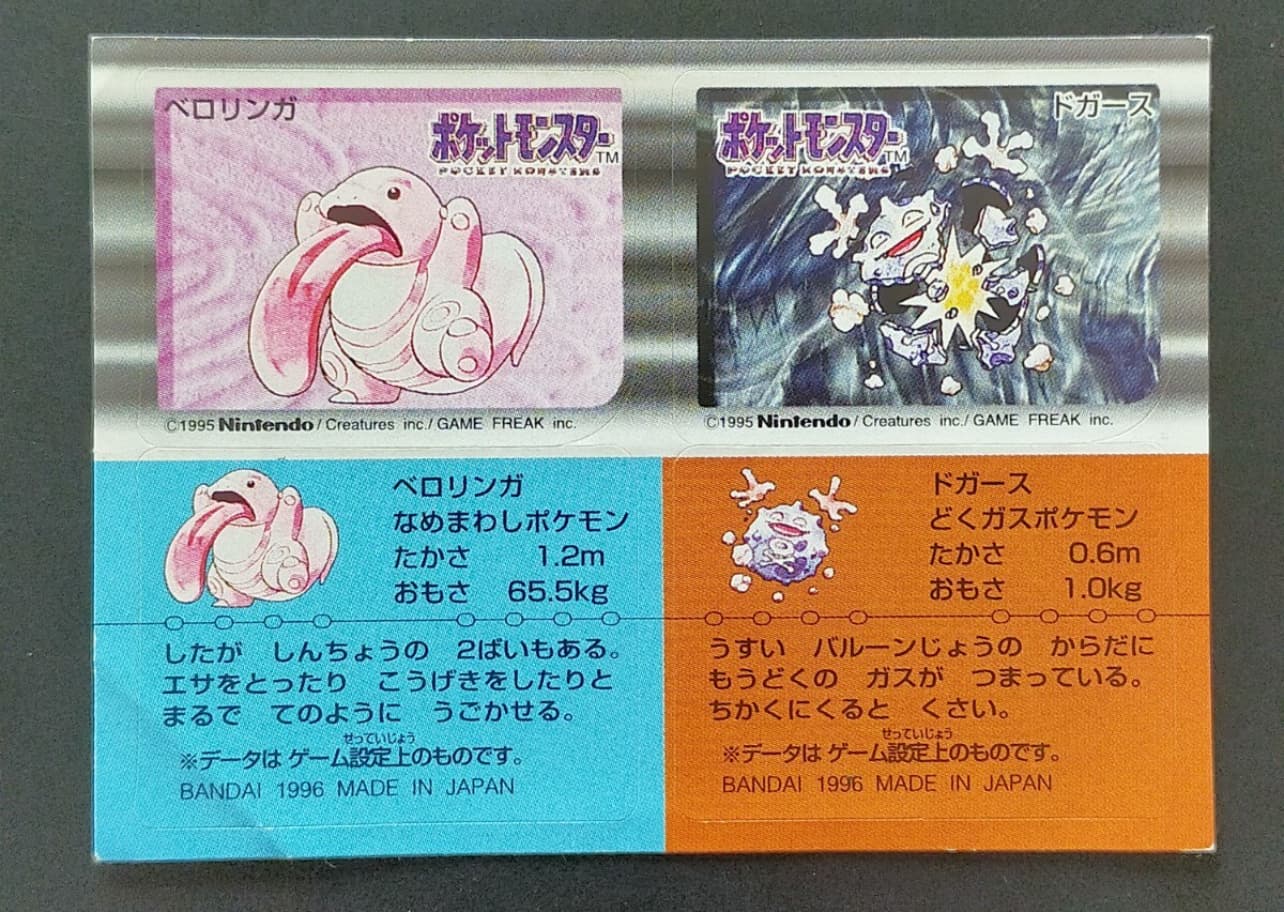 ベロリンガ
ポケットモンスター™
POCKET MONSTERS
©1995 Nintendo / Creatures inc./ GAME FREAK inc.
ドガース
ポケットモンスター™
POCKET MONSTERS
©1995 Nintendo / Creatures inc./ GAME FREAK inc.
ベロリンガ
なめまわしポケモン
たかさ 1.2m
おもさ 65.5kg
したが しんちょうの 2ばいもある。
エサをとったり こうげきをしたりと
まるで てのように うごかせる。
せっていじょう
※データは ゲーム設定上のものです。
BANDAI 1996 MADE IN JAPAN
ドガース
どくガスポケモン
たかさ 0.6m
おもさ 1.0kg
うすい バルーンじょうの からだに
もうどくの ガスが つまっている。
ちかくにくると くさい。
せっていじょう
※データは ゲーム設定上のものです。
BANDAI 1996 MADE IN JAPAN